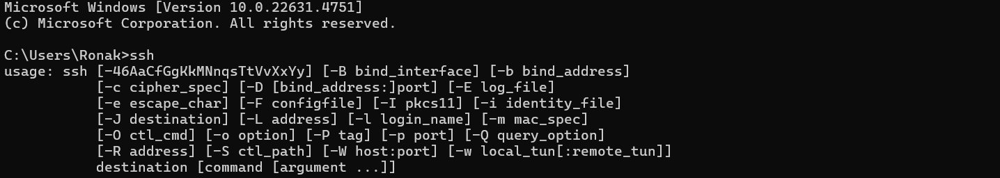 Microsoft Windows [Version 10.0.22631.4751]
(c) Microsoft Corporation. All rights reserved.

C:\Users\Ronak>ssh
usage: ssh [-46AaCfGgKkMNnqsTtVvXxYy] [-B bind_interface] [-b bind_address]
           [-c cipher_spec] [-D [bind_address:]port] [-E log_file]
           [-e escape_char] [-F configfile] [-I pkcs11] [-i identity_file]
           [-J destination] [-L address] [-l login_name] [-m mac_spec]
           [-O ctl_cmd] [-o option] [-P tag] [-p port] [-Q query_option]
           [-R address] [-S ctl_path] [-W host:port] [-w local_tun[:remote_tun]]
           destination [command [argument ...]]